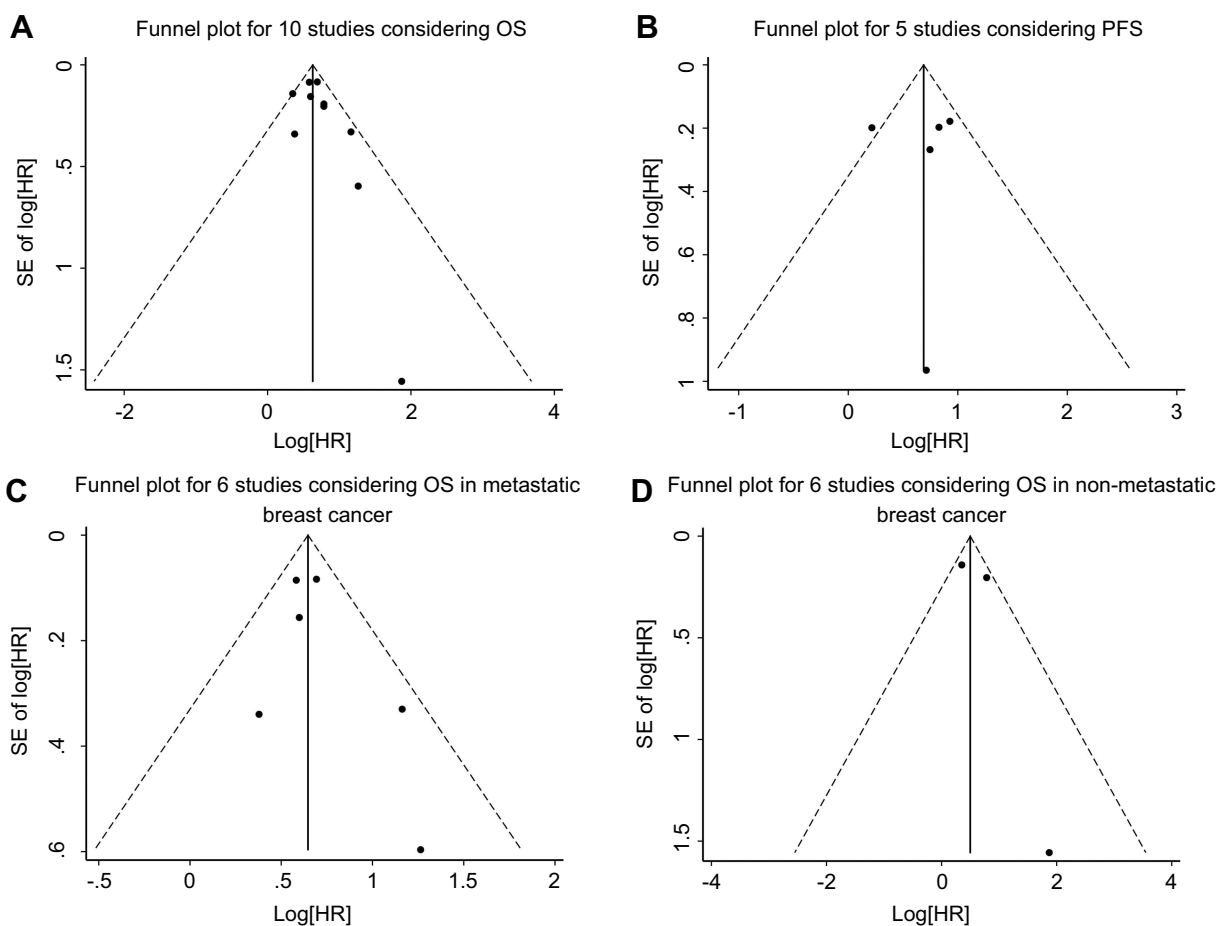 A
Funnel plot for 10 studies considering OS
0
.5
1
1.5
SE of log[HR]
-2
0
2
4
Log[HR]
B
Funnel plot for 5 studies considering PFS
0
.2
.4
.6
.8
1
SE of log[HR]
-1
0
1
2
3
Log[HR]
C
Funnel plot for 6 studies considering OS in metastatic
breast cancer
0
.2
.4
.6
SE of log[HR]
-.5
0
.5
1
1.5
2
Log[HR]
D
Funnel plot for 6 studies considering OS in non-metastatic
breast cancer
0
.5
1
1.5
SE of log[HR]
-4
-2
0
2
4
Log[HR]